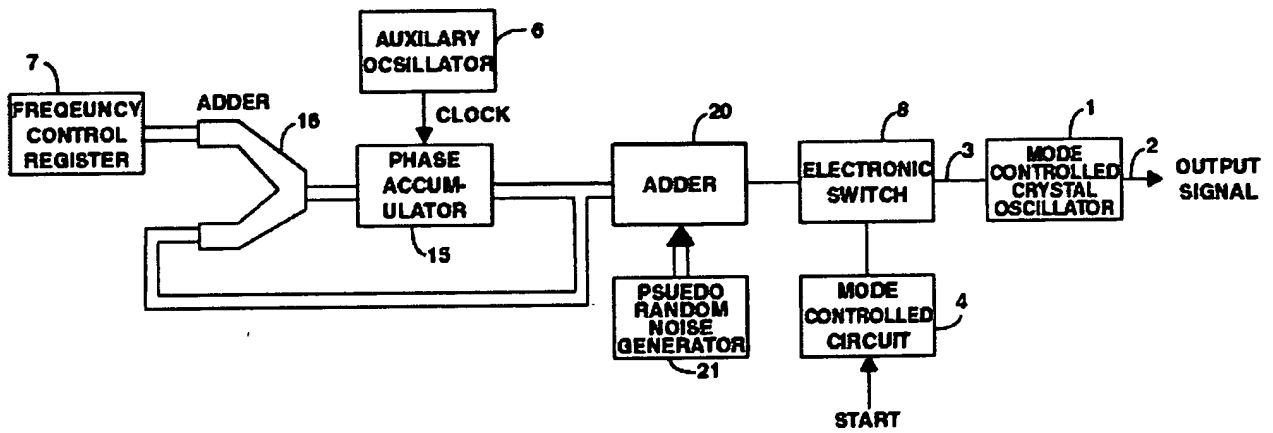 7
FREQEUNCY
CONTROL
REGISTER
ADDER
16
AUXILARY
OCSILLATOR
6
CLOCK
PHASE
ACCUM-
ULATOR
15
20
ADDER
PSUEDO
RANDOM
NOISE
GENERATOR
21
8
ELECTRONIC
SWITCH
3
MODE
CONTROLLED
CIRCUIT
4
START
1
MODE
CONTROLLED
CRYSTAL
OSCILLATOR
2
OUTPUT
SIGNAL